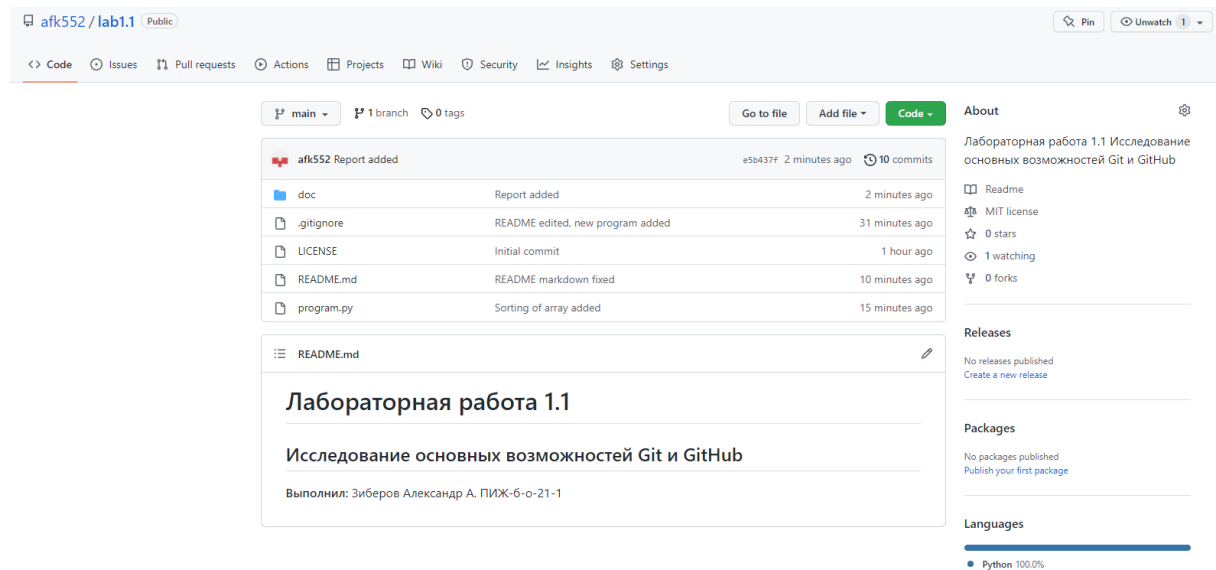 afk552 / lab1.1 Public
Pin
Unwatch 1
Code
Issues
Pull requests
Actions
Projects
Wiki
Security
Insights
Settings
main
1 branch
0 tags
Go to file
Add file
Code
afk552 Report added
e5b437f 2 minutes ago
10 commits
doc Report added 2 minutes ago
.gitignore README edited, new program added 31 minutes ago
LICENSE Initial commit 1 hour ago
README.md README markdown fixed 10 minutes ago
program.py Sorting of array added 15 minutes ago
README.md
Лабораторная работа 1.1
Исследование основных возможностей Git и GitHub
Выполнил: Зиберов Александр А. ПИЖ-б-о-21-1
About
Лабораторная работа 1.1 Исследование
основных возможностей Git и GitHub
Readme
MIT license
0 stars
1 watching
0 forks
Releases
No releases published
Create a new release
Packages
No packages published
Publish your first package
Languages
Python 100.0%